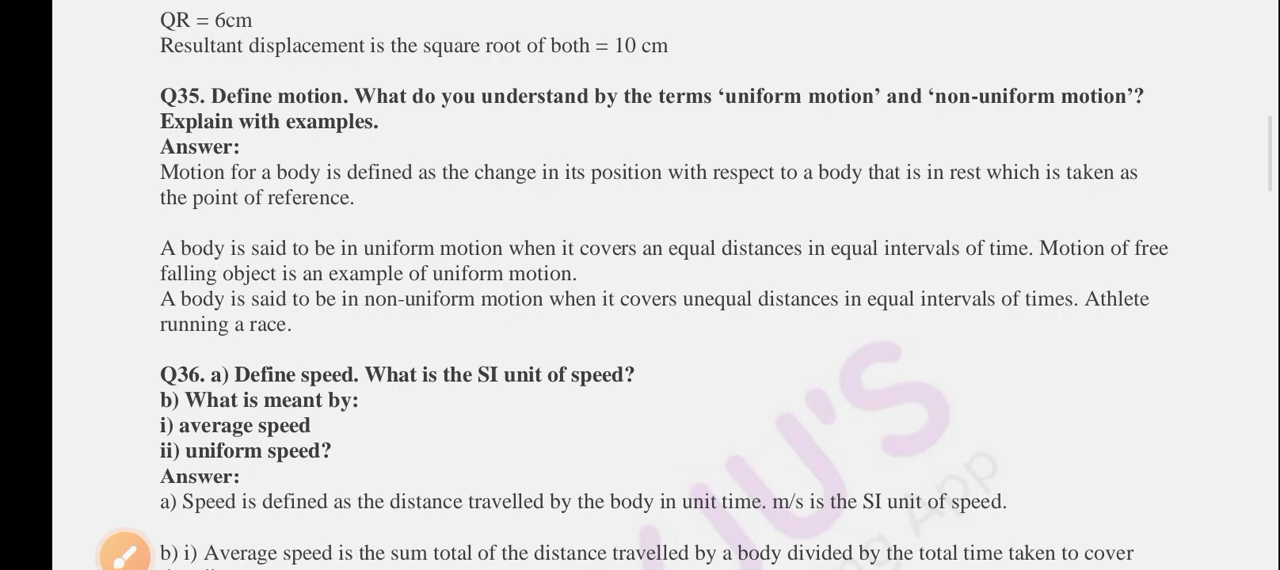 QR = 6cm
Resultant displacement is the square root of both = 10 cm
Q35. Define motion. What do you understand by the terms ‘uniform motion’ and ‘non-uniform motion’?
Explain with examples.
Answer:
Motion for a body is defined as the change in its position with respect to a body that is in rest which is taken as
the point of reference.
A body is said to be in uniform motion when it covers an equal distances in equal intervals of time. Motion of free
falling object is an example of uniform motion.
A body is said to be in non-uniform motion when it covers unequal distances in equal intervals of times. Athlete
running a race.
Q36. a) Define speed. What is the SI unit of speed?
b) What is meant by:
i) average speed
ii) uniform speed?
Answer:
a) Speed is defined as the distance travelled by the body in unit time. m/s is the SI unit of speed.
b) i) Average speed is the sum total of the distance travelled by a body divided by the total time taken to cover
App